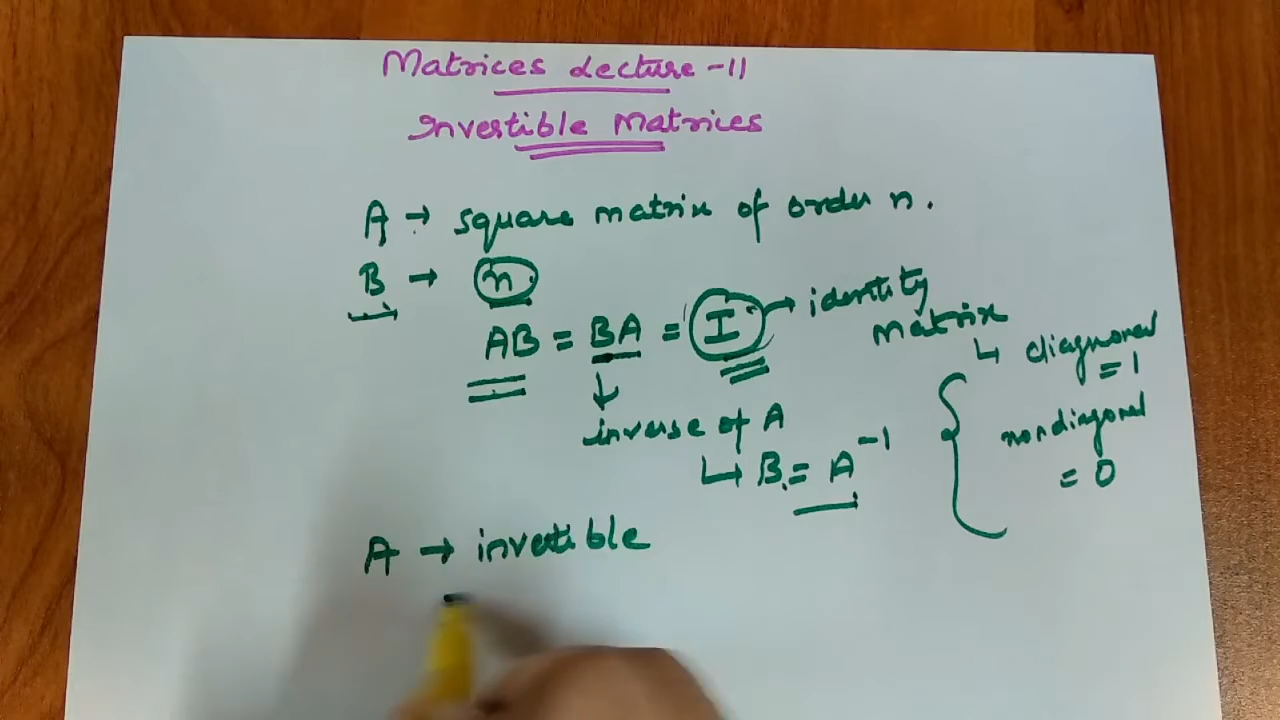 Matrices Lecture -11
Invertible Matrices
A → square matrix of order n.
B → n.
AB = BA = I → identity matrix
↳ diagonal = 1
nondiagonal = 0
↓
inverse of A
↳ B = A⁻¹
A → invertible